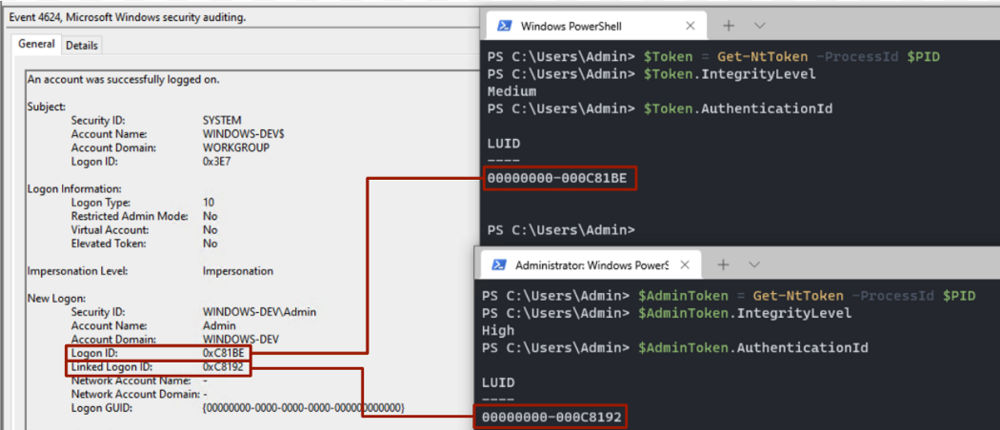 Event 4624, Microsoft Windows security auditing.
General Details
An account was successfully logged on.
Subject:
Security ID: SYSTEM
Account Name: WINDOWS-DEV$
Account Domain: WORKGROUP
Logon ID: 0x3E7
Logon Information:
Logon Type: 10
Restricted Admin Mode: No
Virtual Account: No
Elevated Token: No
Impersonation Level: Impersonation
New Logon:
Security ID: WINDOWS-DEV\Admin
Account Name: Admin
Account Domain: WINDOWS-DEV
Logon ID: 0xC81BE
Linked Logon ID: 0xC8192
Network Account Name: -
Network Account Domain: -
Logon GUID: {00000000-0000-0000-0000-000000000000}
Windows PowerShell
PS C:\Users\Admin> $Token = Get-NtToken -ProcessId $PID
PS C:\Users\Admin> $Token.IntegrityLevel
Medium
PS C:\Users\Admin> $Token.AuthenticationId
LUID
----
00000000-000C81BE
PS C:\Users\Admin>
Administrator: Windows PowerS
PS C:\Users\Admin> $AdminToken = Get-NtToken -ProcessId $PID
PS C:\Users\Admin> $AdminToken.IntegrityLevel
High
PS C:\Users\Admin> $AdminToken.AuthenticationId
LUID
----
00000000-000C8192